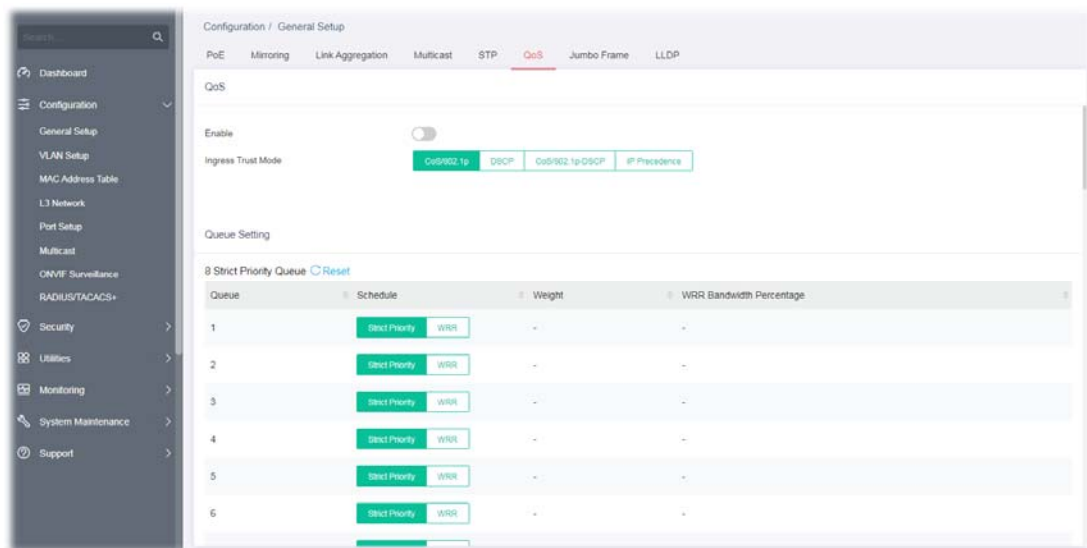 Search...
Configuration / General Setup
PoE Mirroring Link Aggregation Multicast STP QoS Jumbo Frame LLDP
Dashboard
Configuration
General Setup
VLAN Setup
MAC Address Table
L3 Network
Port Setup
Multicast
ONVIF Surveillance
RADIUS/TACACS+
Security
Utilities
Monitoring
System Maintenance
Support
QoS
Enable
Ingress Trust Mode CoS/802.1p DSCP CoS/802.1p-DSCP IP Precedence
Queue Setting
8 Strict Priority Queue Reset
Queue Schedule Weight WRR Bandwidth Percentage
1 Strict Priority WRR - -
2 Strict Priority WRR - -
3 Strict Priority WRR - -
4 Strict Priority WRR - -
5 Strict Priority WRR - -
6 Strict Priority WRR - -